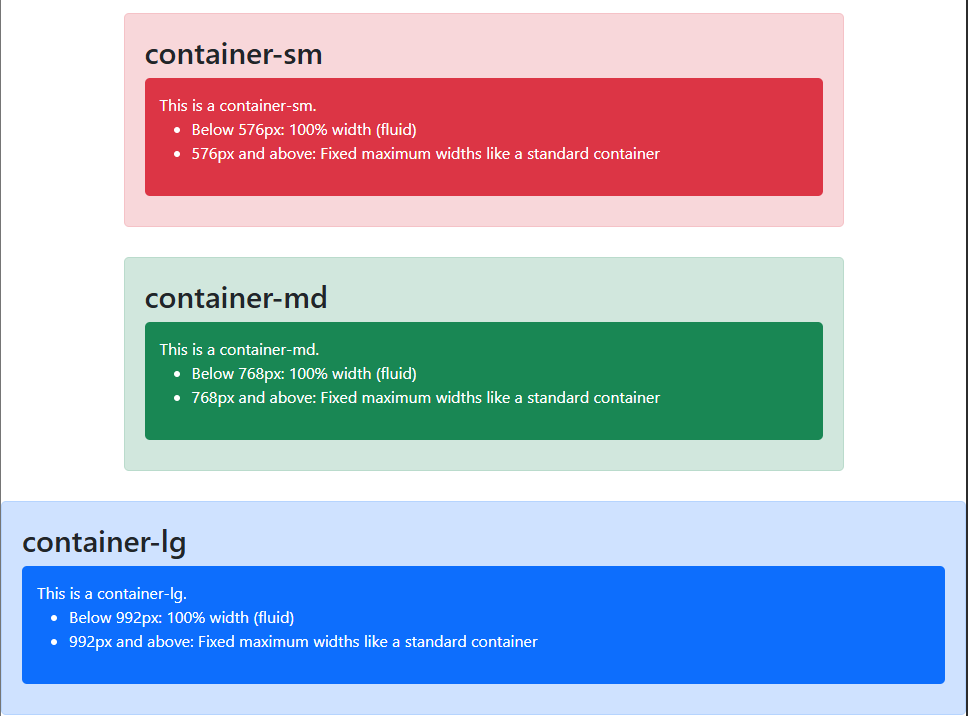 container-sm
This is a container-sm.
• Below 576px: 100% width (fluid)
• 576px and above: Fixed maximum widths like a standard container
container-md
This is a container-md.
• Below 768px: 100% width (fluid)
• 768px and above: Fixed maximum widths like a standard container
container-lg
This is a container-lg.
• Below 992px: 100% width (fluid)
• 992px and above: Fixed maximum widths like a standard container